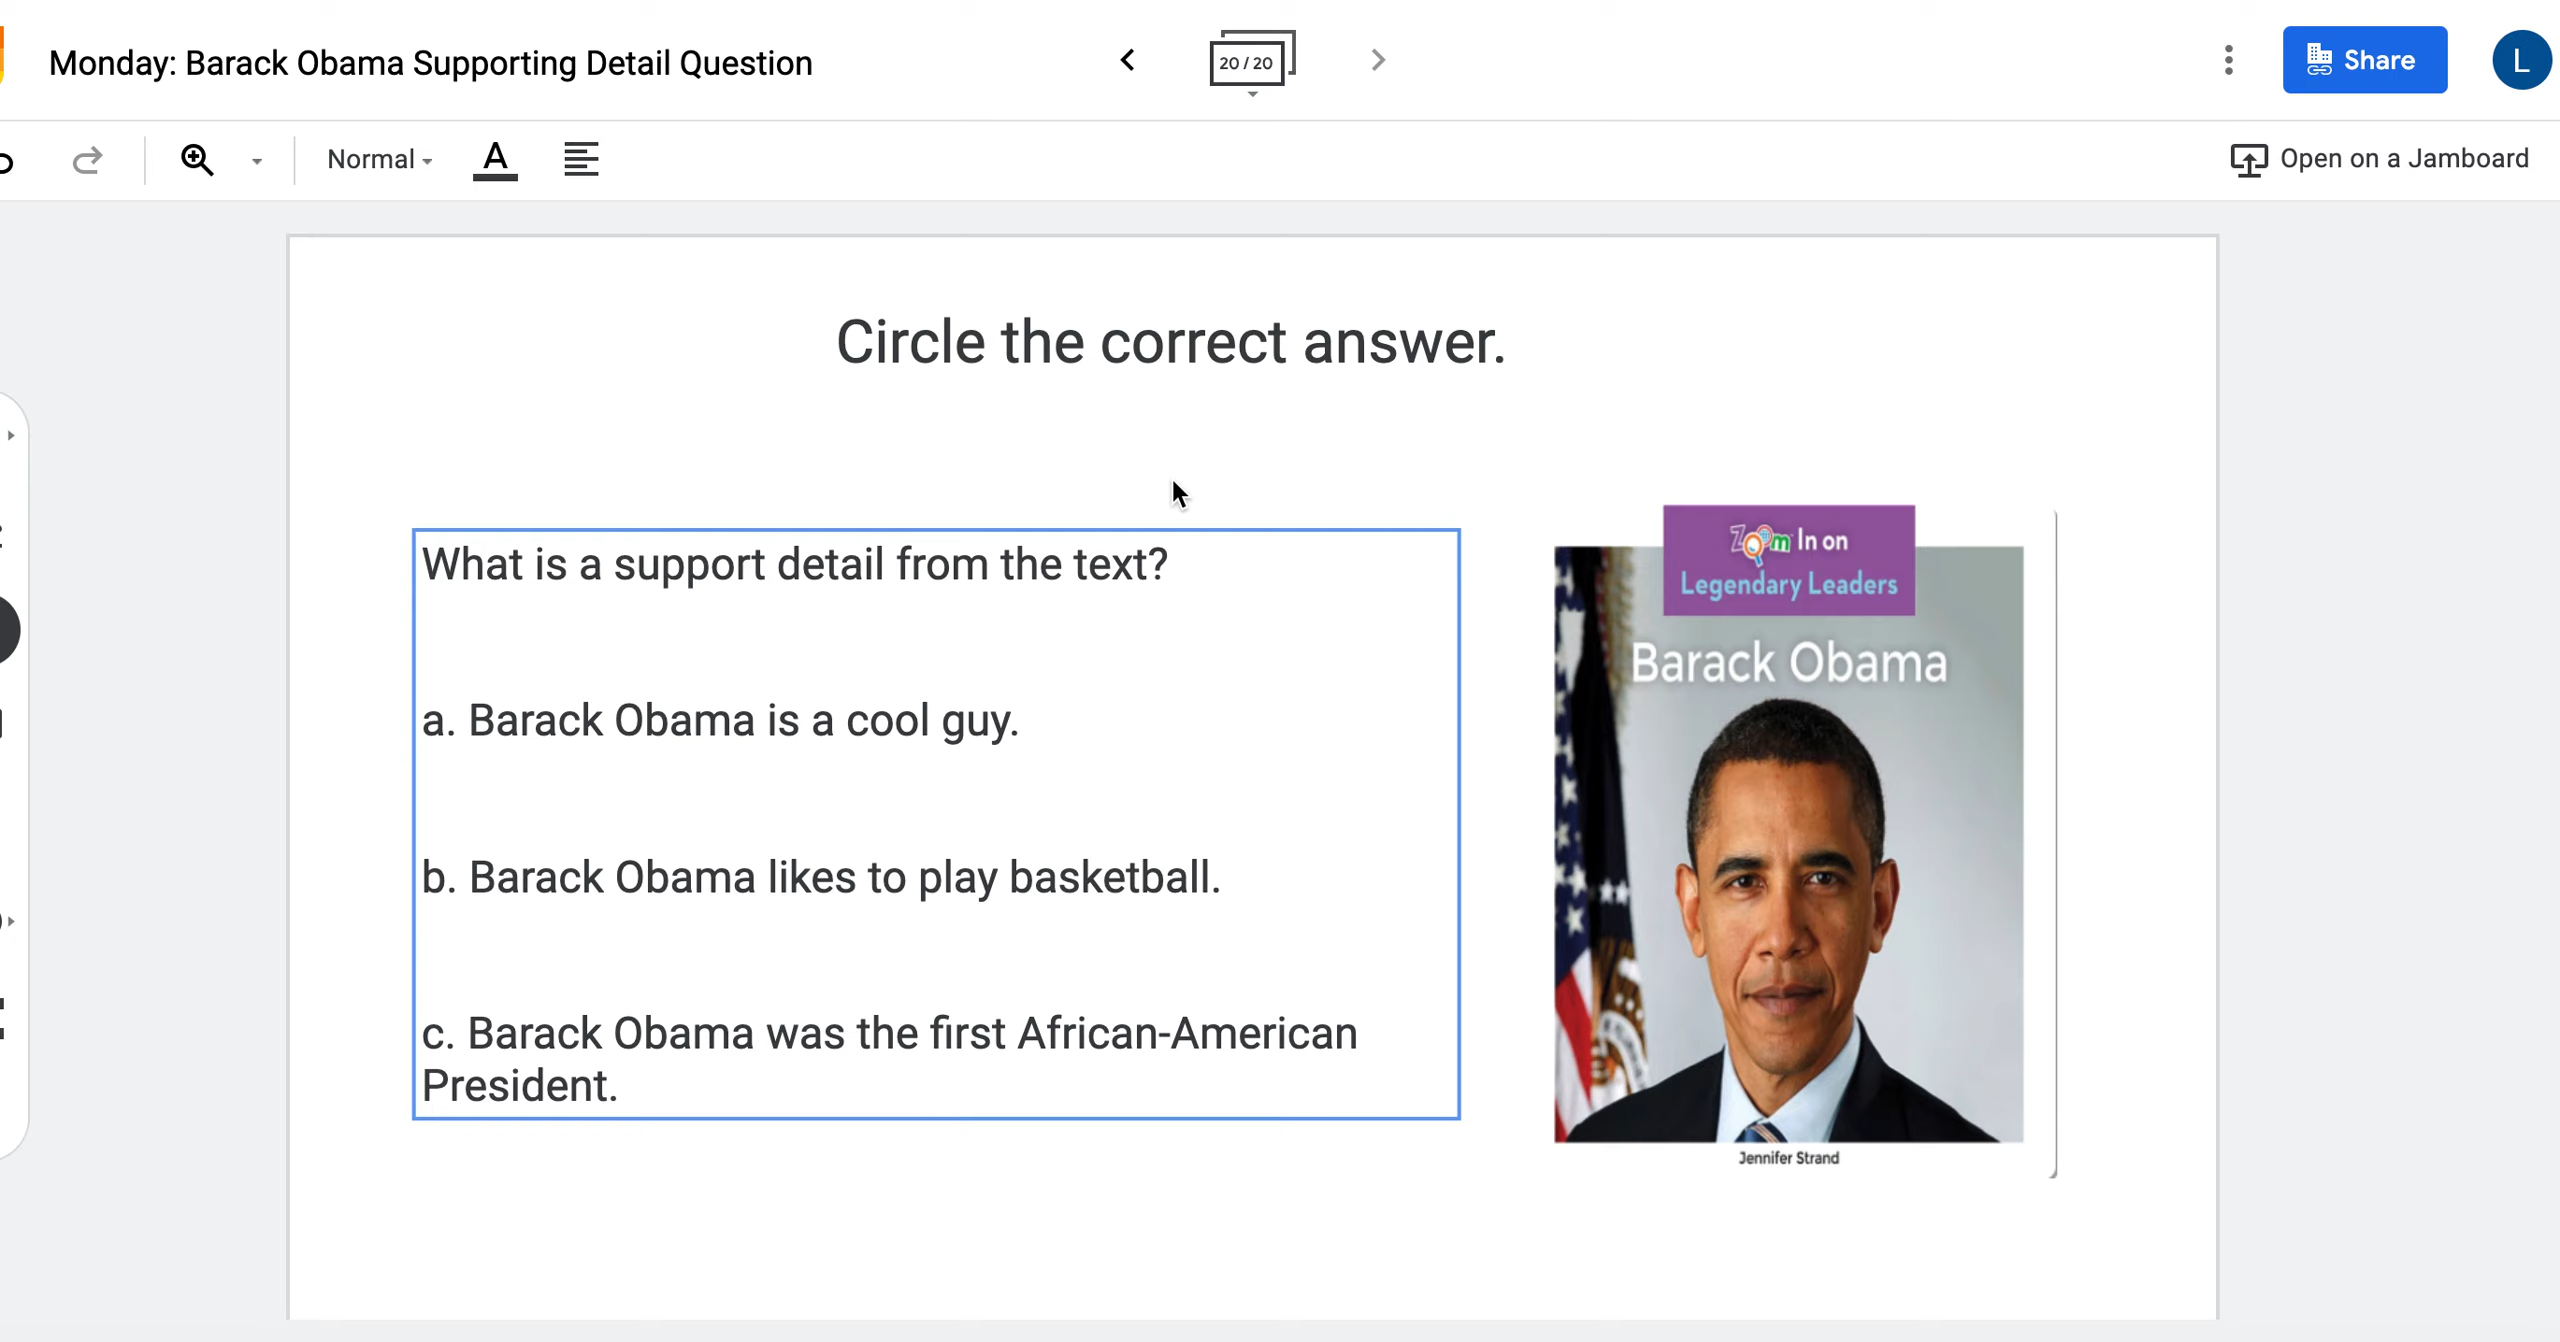 Monday: Barack Obama Supporting Detail Question
20 / 20
Share
L
Normal
A
Open on a Jamboard
Circle the correct answer.
What is a support detail from the text?
a. Barack Obama is a cool guy.
b. Barack Obama likes to play basketball.
c. Barack Obama was the first African-American
President.
Zoom In on
Legendary Leaders
Barack Obama
Jennifer Strand